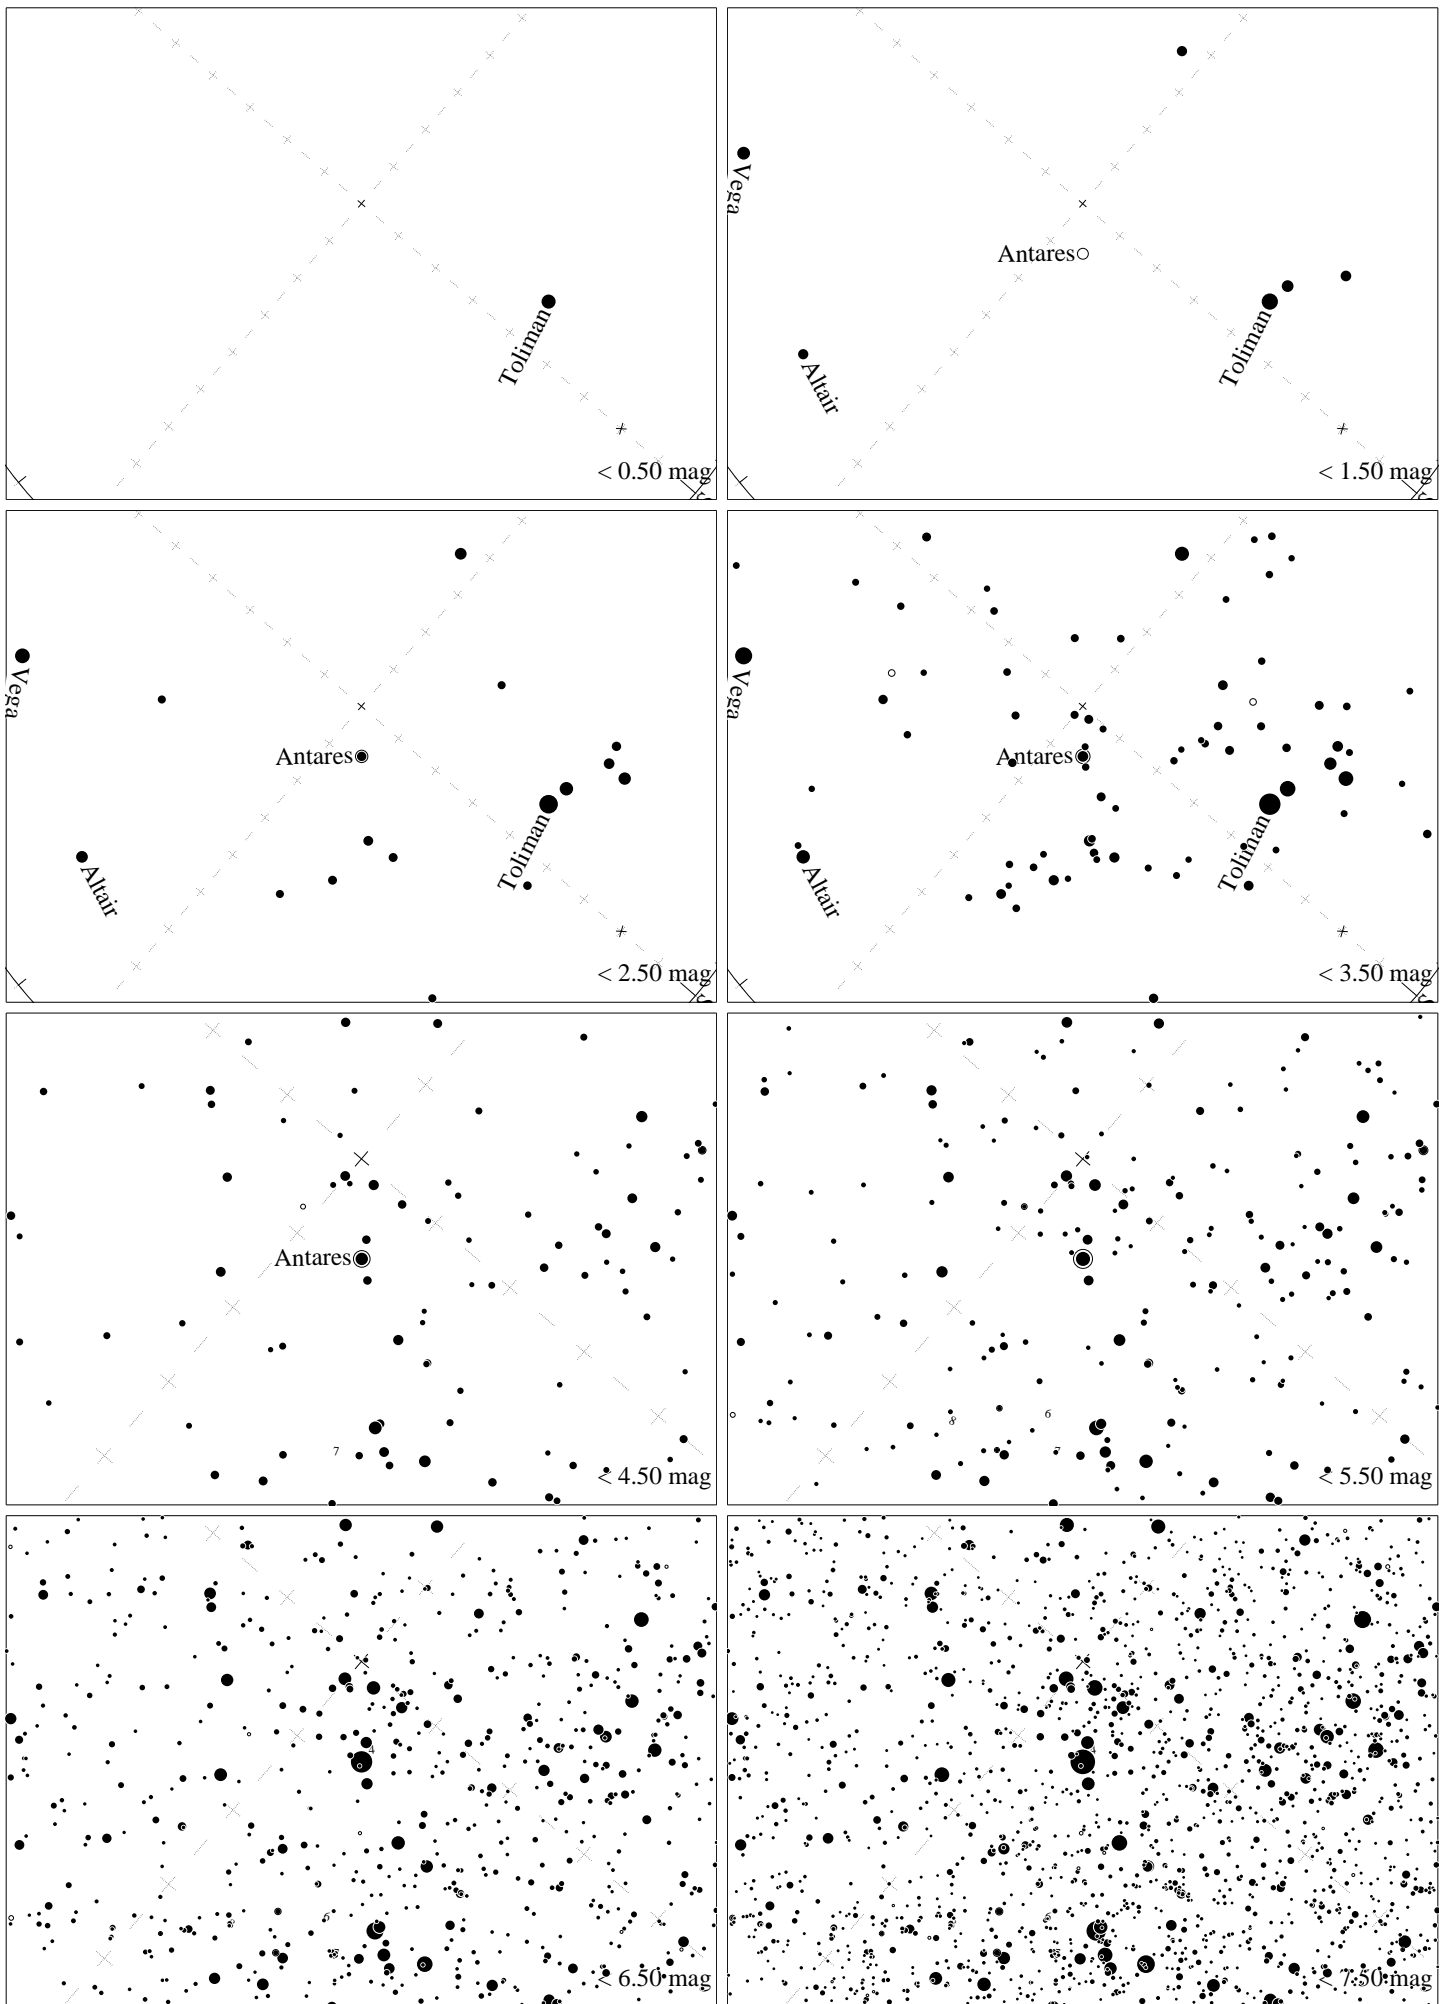 Toliman
< 0.50 mag
Vega
Antares
Toliman
Altair
< 1.50 mag
Vega
Antares
Toliman
Altair
< 2.50 mag
Vega
Antares
Toliman
Altair
< 3.50 mag
Antares
7
< 4.50 mag
8
6
7
< 5.50 mag
4
< 6.50 mag
< 7.50 mag